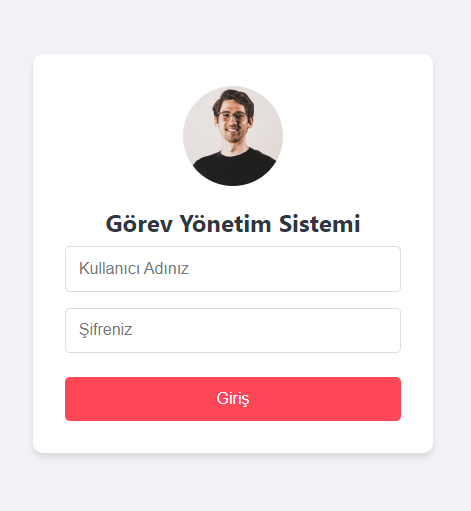 Görev Yönetim Sistemi
Kullanıcı Adınız
Şifreniz
Giriş